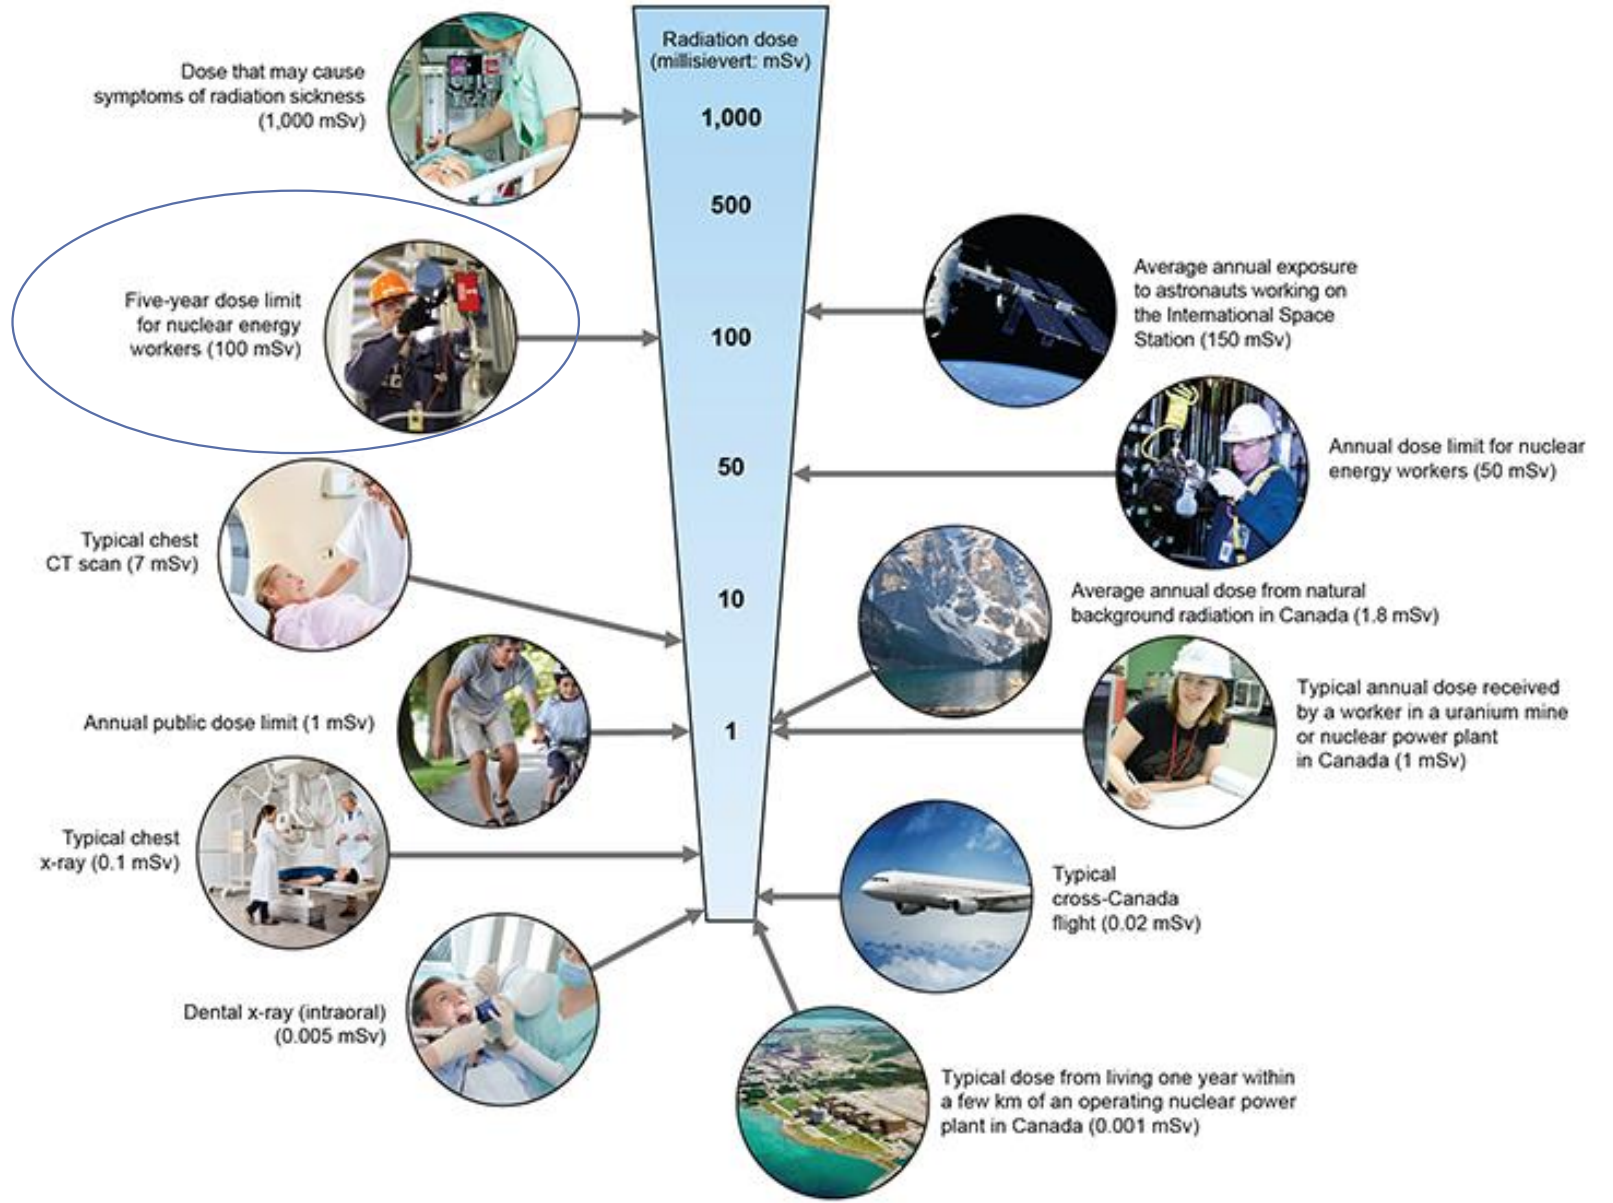 Radiation dose
(millisievert: mSv)
1,000
500
100
50
10
1
Dose that may cause
symptoms of radiation sickness
(1,000 mSv)
Five-year dose limit
for nuclear energy
workers (100 mSv)
Typical chest
CT scan (7 mSv)
Annual public dose limit (1 mSv)
Typical chest
x-ray (0.1 mSv)
Dental x-ray (intraoral)
(0.005 mSv)
Average annual exposure
to astronauts working on
the International Space
Station (150 mSv)
Annual dose limit for nuclear
energy workers (50 mSv)
Average annual dose from natural
background radiation in Canada (1.8 mSv)
Typical annual dose received
by a worker in a uranium mine
or nuclear power plant
in Canada (1 mSv)
Typical
cross-Canada
flight (0.02 mSv)
Typical dose from living one year within
a few km of an operating nuclear power
plant in Canada (0.001 mSv)